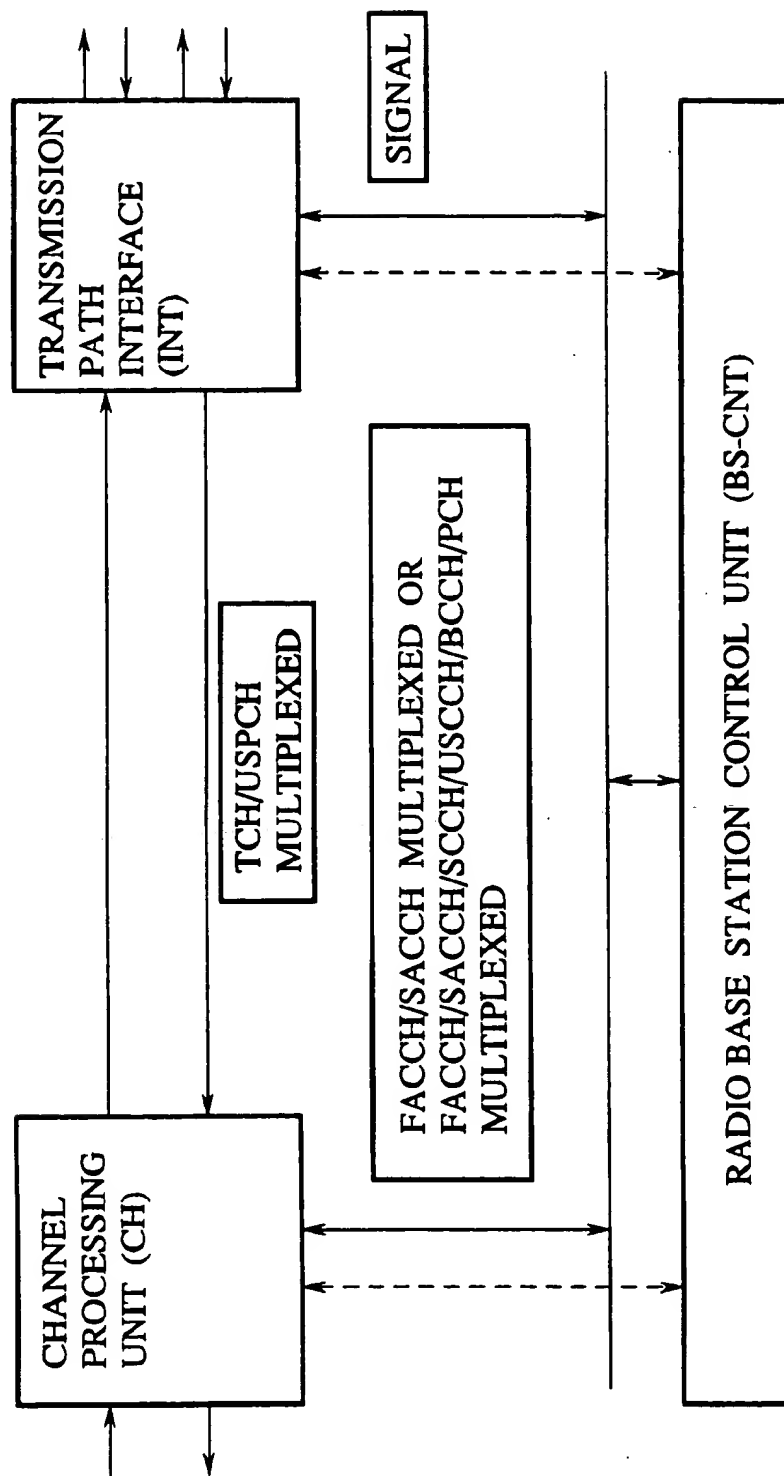 CHANNEL
PROCESSING
UNIT (CH)
TRANSMISSION
PATH
INTERFACE
(INT)
TCH/USPCH
MULTIPLEXED
SIGNAL
FACCH/SACCH MULTIPLEXED OR
FACCH/SACCH/SCCH/USCCH/BCCH/PCH
MULTIPLEXED
RADIO BASE STATION CONTROL UNIT (BS-CNT)